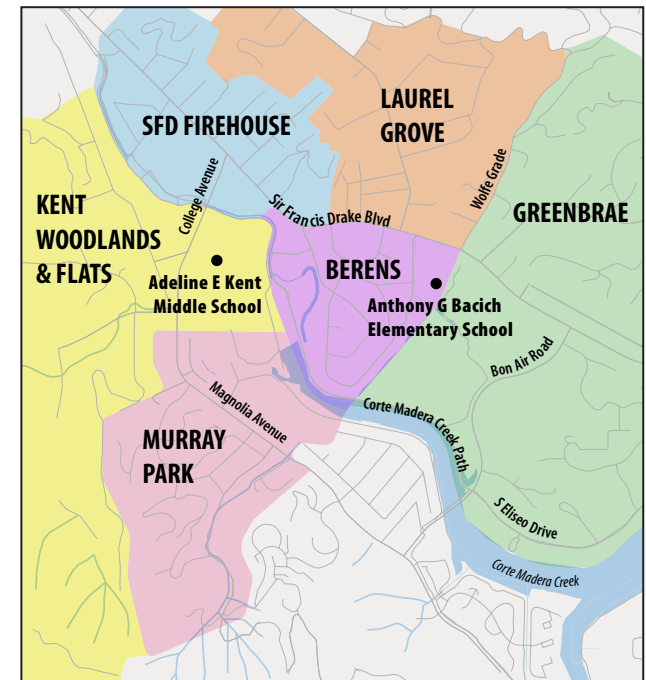 LAUREL
GROVE
SFD FIREHOUSE
Wolfe Grade
College Avenue
KENT
WOODLANDS
& FLATS
Sir Francis Drake Blvd
GREENBRAE
BERENS
Adeline E Kent
Middle School
Anthony G Bacich
Elementary School
Bon Air Road
Magnolia Avenue
Corte Madera Creek Path
MURRAY
PARK
S Eliseo Drive
Corte Madera Creek